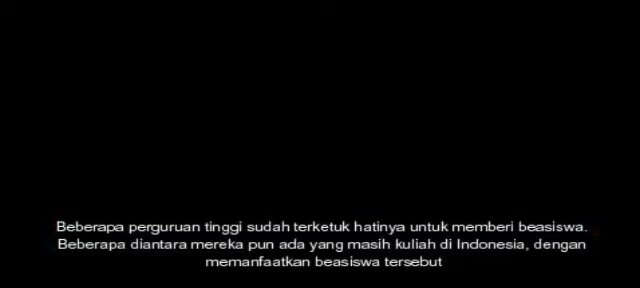 Beberapa perguruan tinggi sudah terketuk hatinya untuk memberi beasiswa.
Beberapa diantara mereka pun ada yang masih kuliah di Indonesia, dengan
memanfaatkan beasiswa tersebut